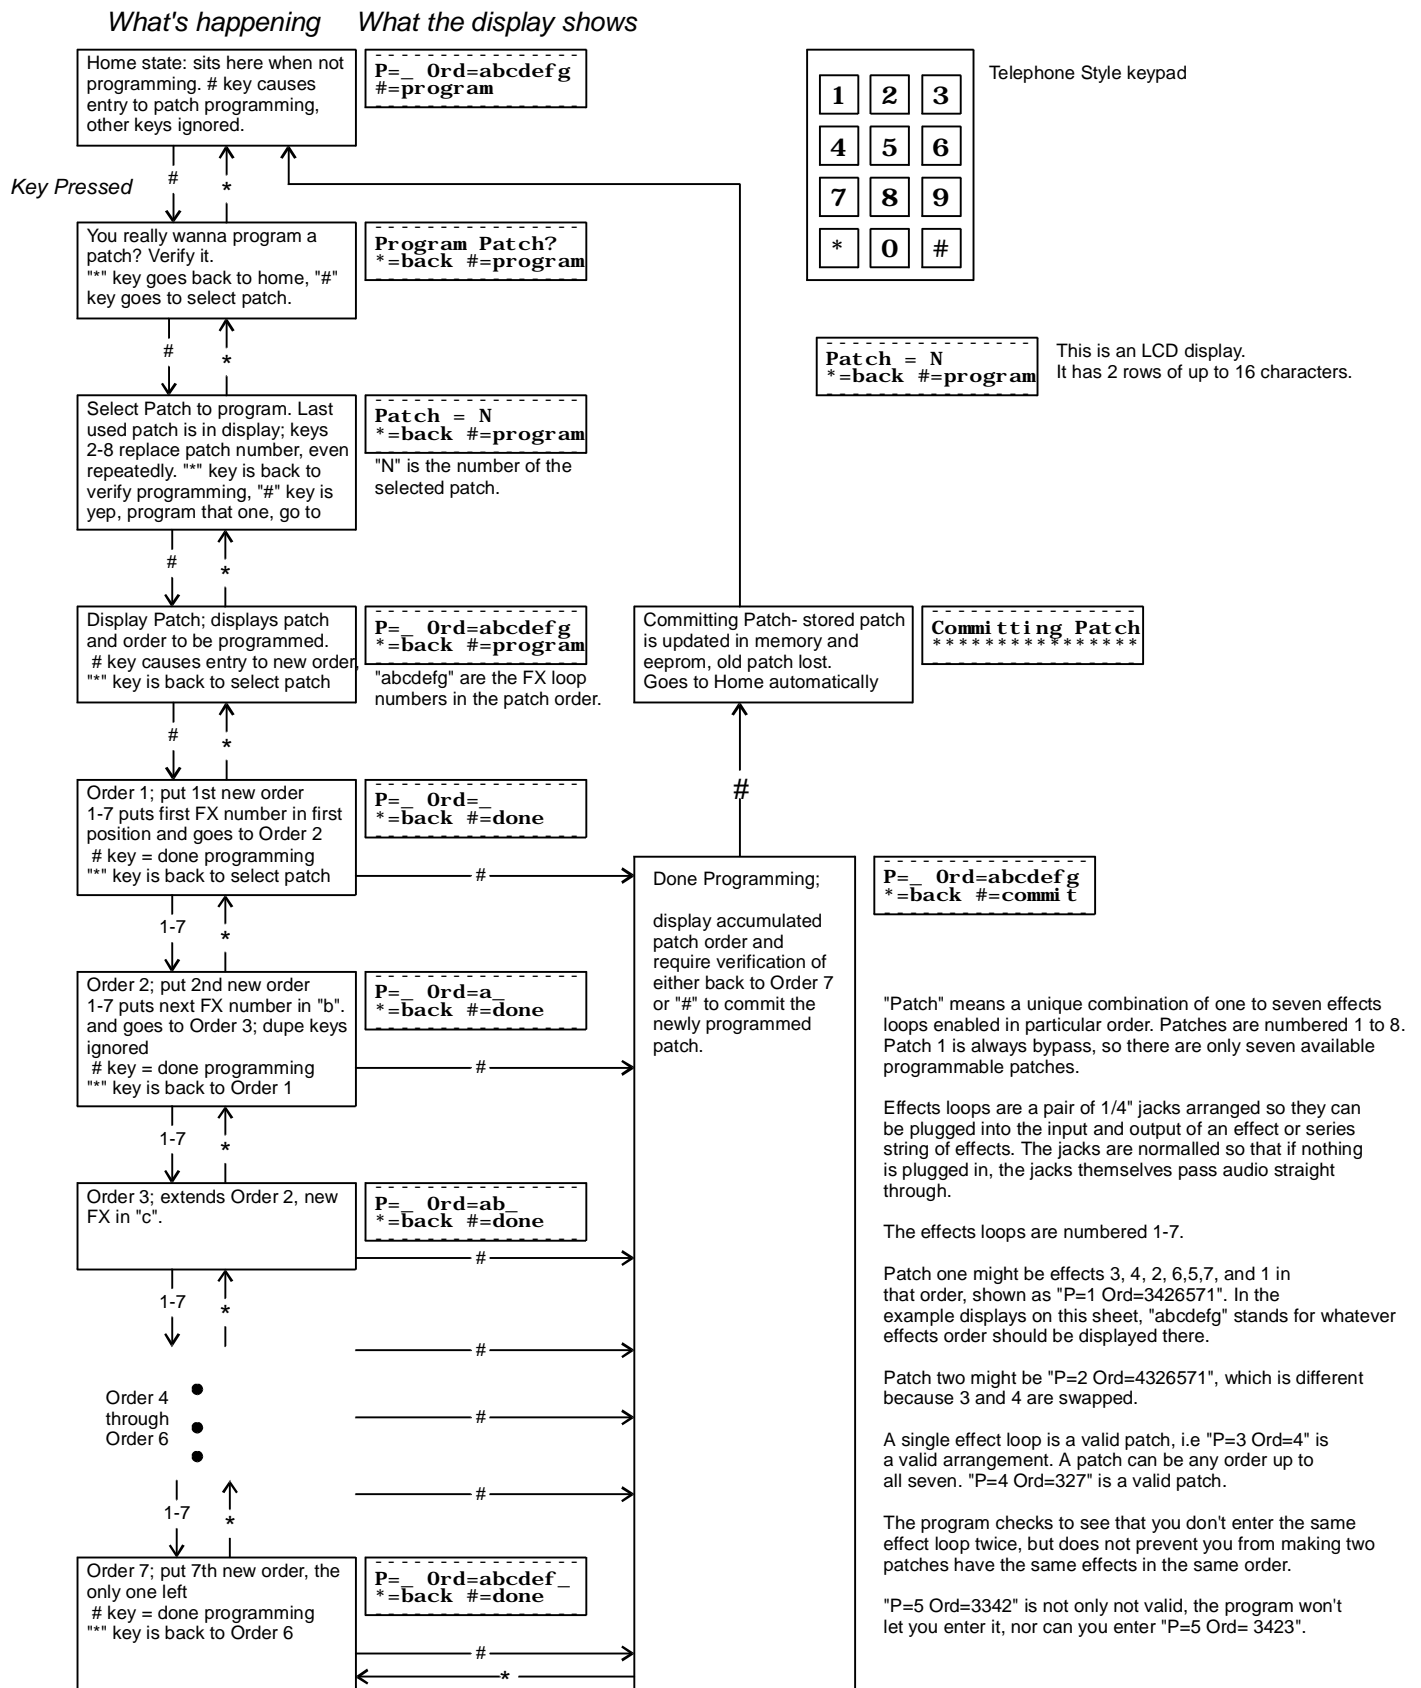 What's happening
What the display shows
Home state: sits here when not
programming. # key causes
entry to patch programming,
other keys ignored.
P=_ Ord=abcdefg
#=program
Key Pressed
#
*
You really wanna program a
patch? Verify it.
"*" key goes back to home, "#"
key goes to select patch.
Program Patch?
*=back #=program
#
*
Select Patch to program. Last
used patch is in display; keys
2-8 replace patch number, even
repeatedly. "*" key is back to
verify programming, "#" key is
yep, program that one, go to
Patch = N
*=back #=program
"N" is the number of the
selected patch.
#
*
Display Patch; displays patch
and order to be programmed.
# key causes entry to new order,
"*" key is back to select patch
P=_ Ord=abcdefg
*=back #=program
"abcdefg" are the FX loop
numbers in the patch order.
#
*
Order 1; put 1st new order
1-7 puts first FX number in first
position and goes to Order 2
# key = done programming
"*" key is back to select patch
P=_ Ord=_
*=back #=done
#
1-7
*
Order 2; put 2nd new order
1-7 puts next FX number in "b".
and goes to Order 3; dupe keys
ignored
# key = done programming
"*" key is back to Order 1
P=_ Ord=a_
*=back #=done
#
1-7
*
Order 3; extends Order 2, new
FX in "c".
P=_ Ord=ab_
*=back #=done
#
1-7
*
#
Order 4
through
Order 6
#
#
1-7
*
Order 7; put 7th new order, the
only one left
# key = done programming
"*" key is back to Order 6
P=_ Ord=abcdef_
*=back #=done
#
*
Committing Patch- stored patch
is updated in memory and
eeprom, old patch lost.
Goes to Home automatically
Committing Patch
****************
#
Done Programming;
display accumulated
patch order and
require verification of
either back to Order 7
or "#" to commit the
newly programmed
patch.
P=_ Ord=abcdefg
*=back #=commit
1 2 3
4 5 6
7 8 9
* 0 #
Telephone Style keypad
Patch = N
*=back #=program
This is an LCD display.
It has 2 rows of up to 16 characters.
"Patch" means a unique combination of one to seven effects
loops enabled in particular order. Patches are numbered 1 to 8.
Patch 1 is always bypass, so there are only seven available
programmable patches.
Effects loops are a pair of 1/4" jacks arranged so they can
be plugged into the input and output of an effect or series
string of effects. The jacks are normalled so that if nothing
is plugged in, the jacks themselves pass audio straight
through.
The effects loops are numbered 1-7.
Patch one might be effects 3, 4, 2, 6,5,7, and 1 in
that order, shown as "P=1 Ord=3426571". In the
example displays on this sheet, "abcdefg" stands for whatever
effects order should be displayed there.
Patch two might be "P=2 Ord=4326571", which is different
because 3 and 4 are swapped.
A single effect loop is a valid patch, i.e "P=3 Ord=4" is
a valid arrangement. A patch can be any order up to
all seven. "P=4 Ord=327" is a valid patch.
The program checks to see that you don't enter the same
effect loop twice, but does not prevent you from making two
patches have the same effects in the same order.
"P=5 Ord=3342" is not only not valid, the program won't
let you enter it, nor can you enter "P=5 Ord= 3423".